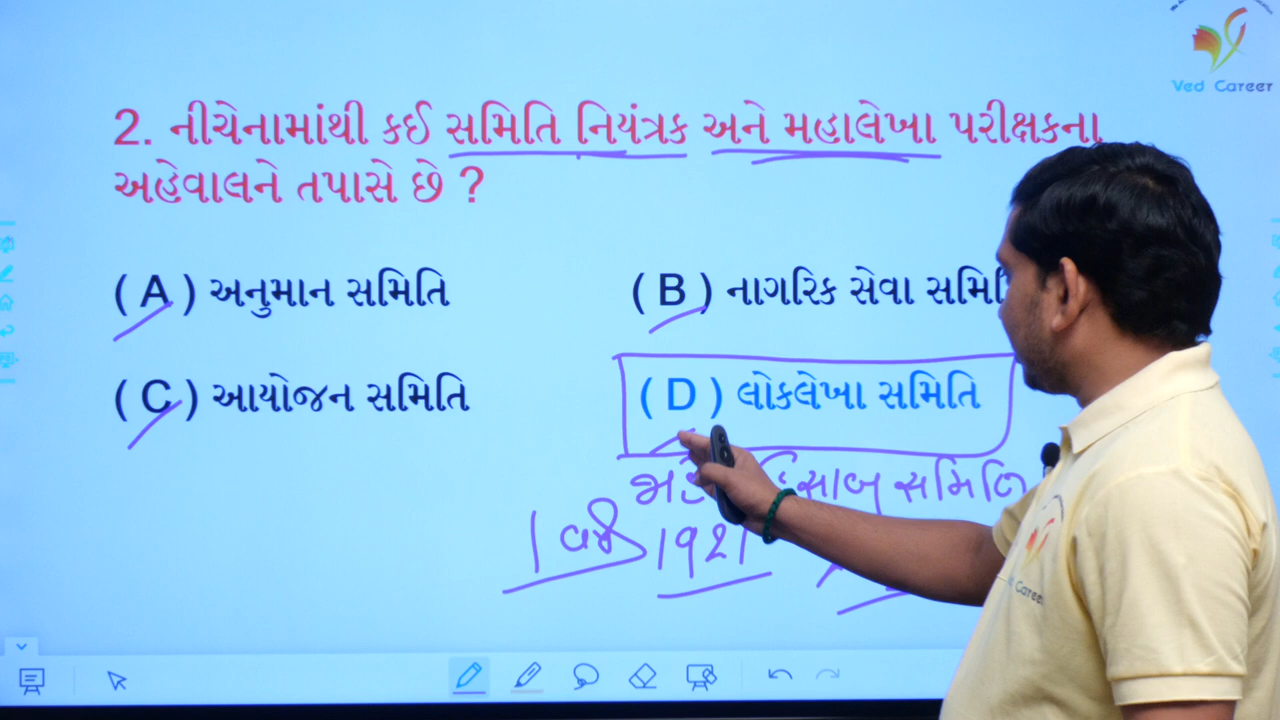 Ved Career
2. નીચેનામાંથી કઈ સમિતિ નિયંત્રક અને મહાલેખા પરીક્ષકના
અહેવાલને તપાસે છે ?
( A ) અનુમાન સમિતિ
( B ) નાગરિક સેવા
( C ) આયોજન સમિતિ
( D ) લોકલેખા સમિતિ
સમિતિ
1 વર્ષ 1921